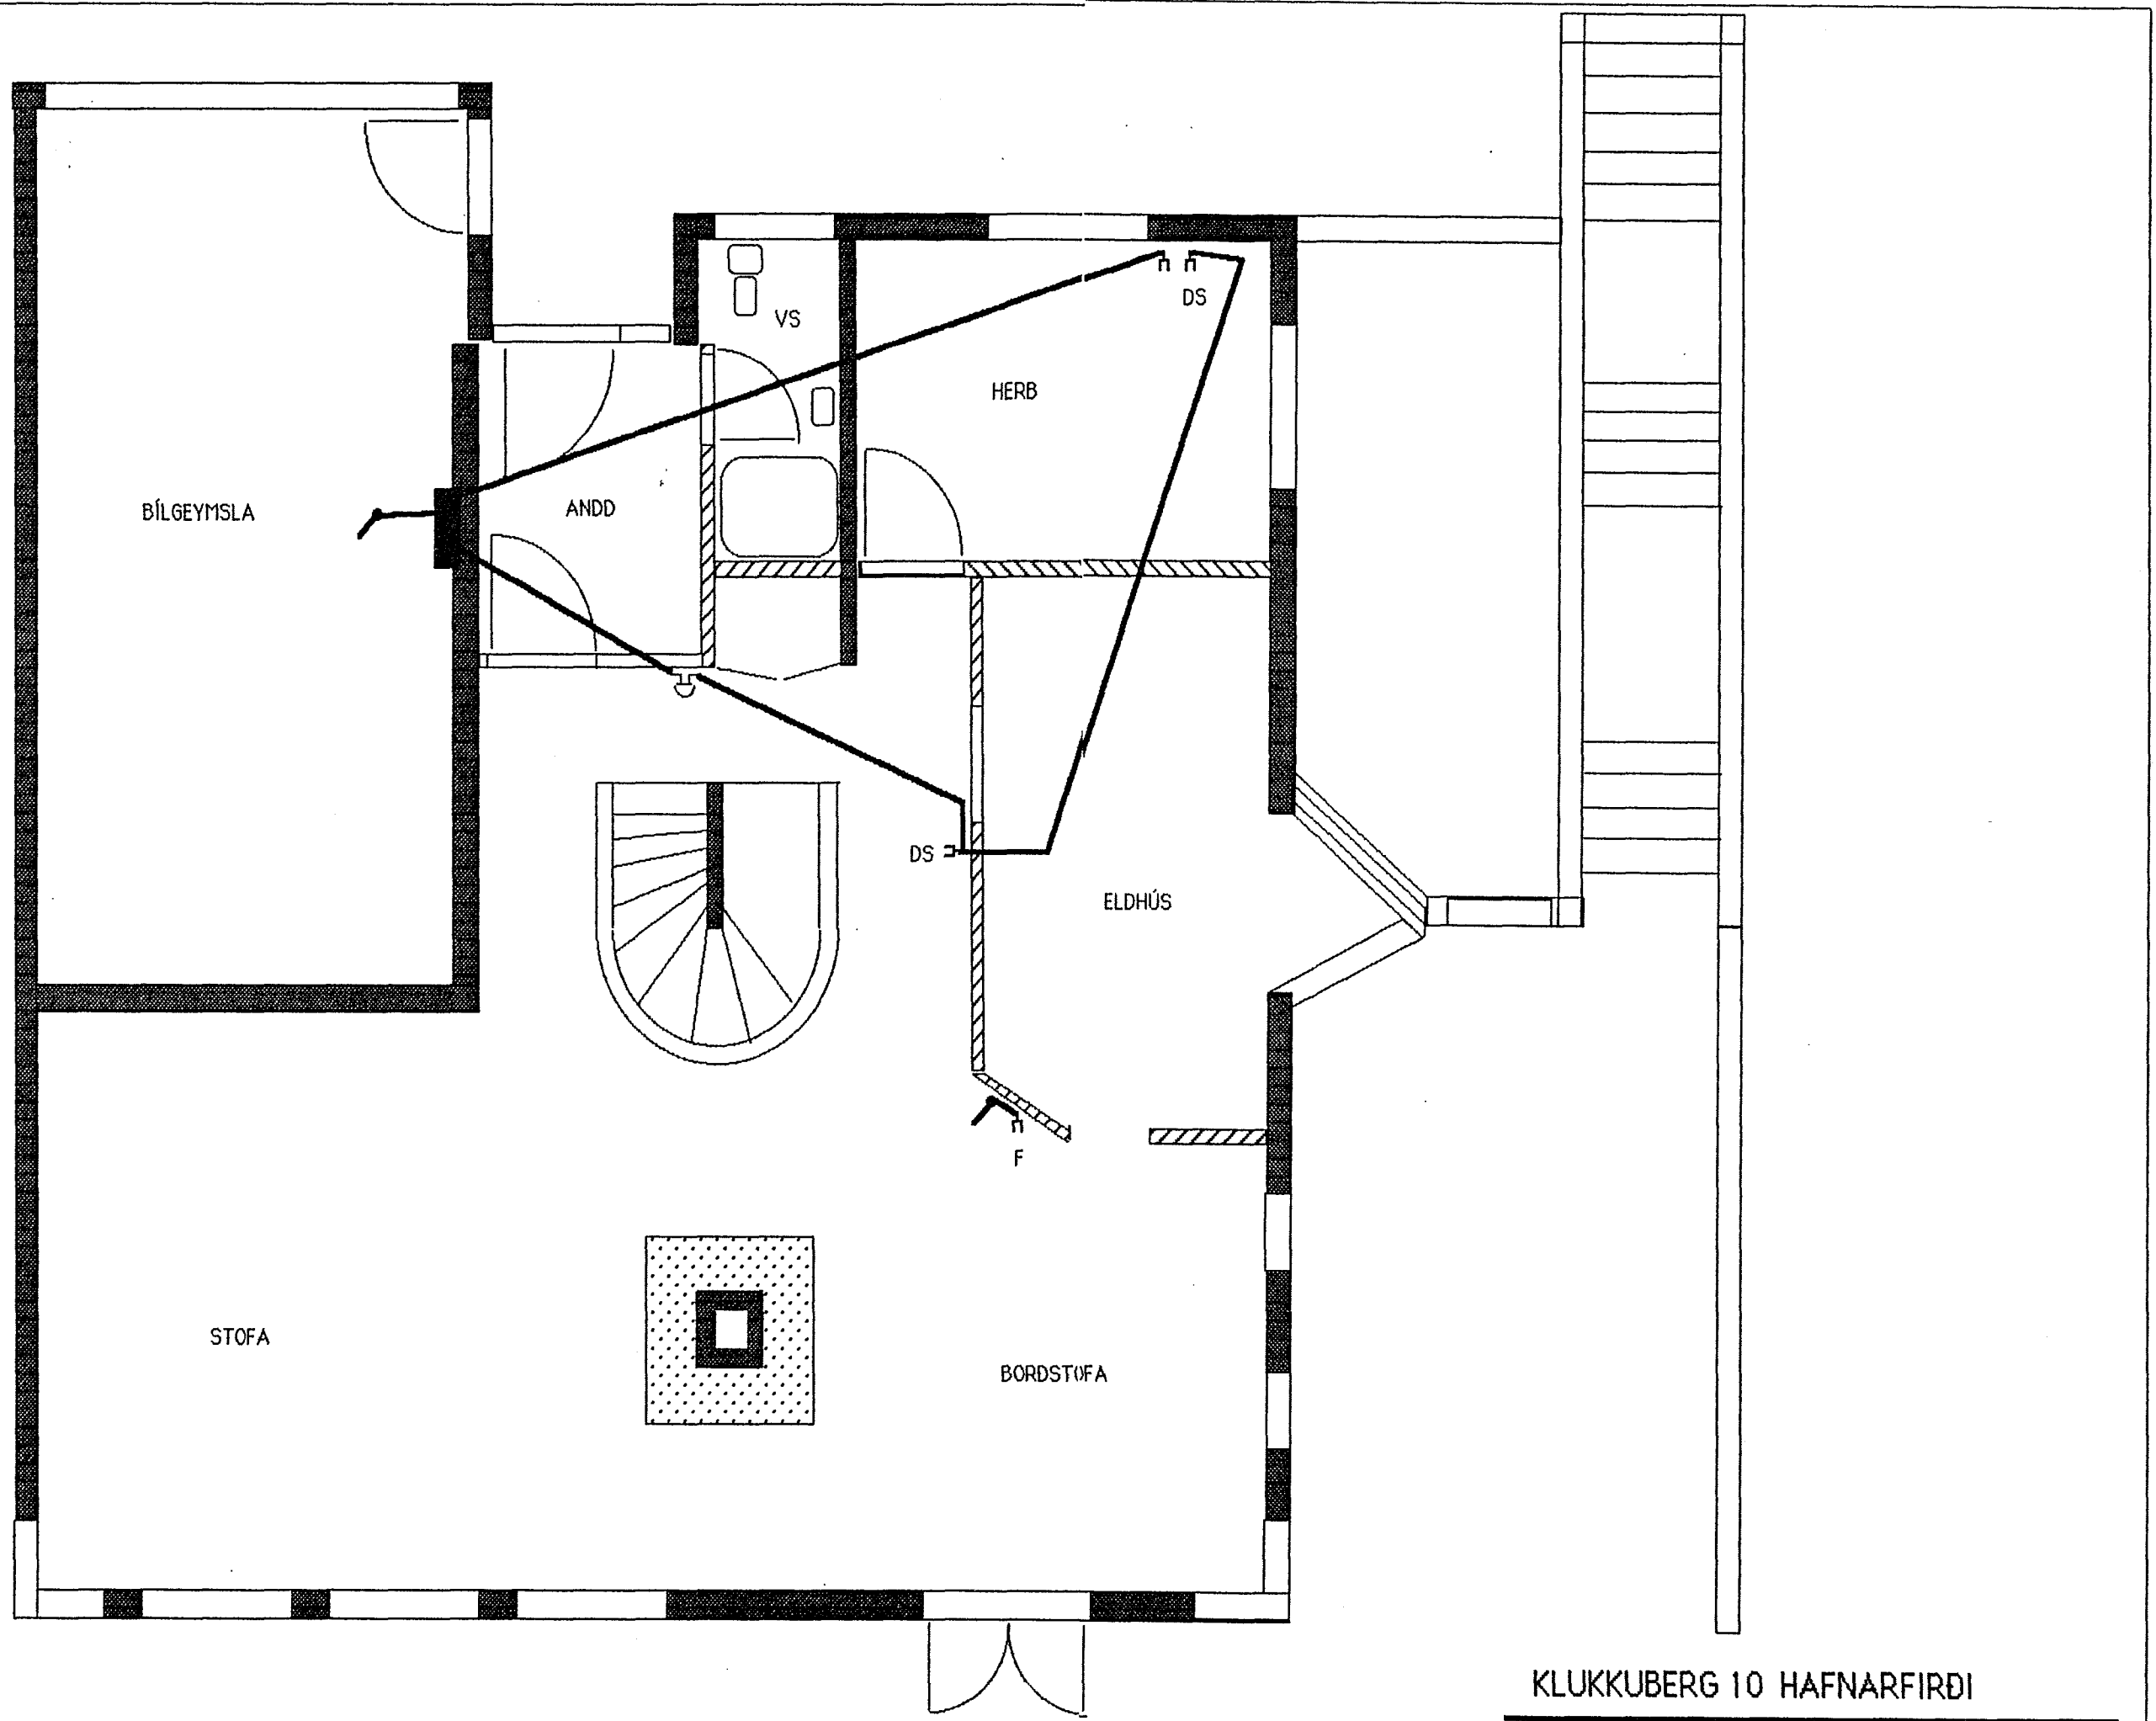 DS
VS
HERB
BÍLGEYMSLA
ANDD
DS
ELDHÚS
F
STOFA
BORDSTOFA
KLUKKUBERG 10 HAFNARFIRÐI